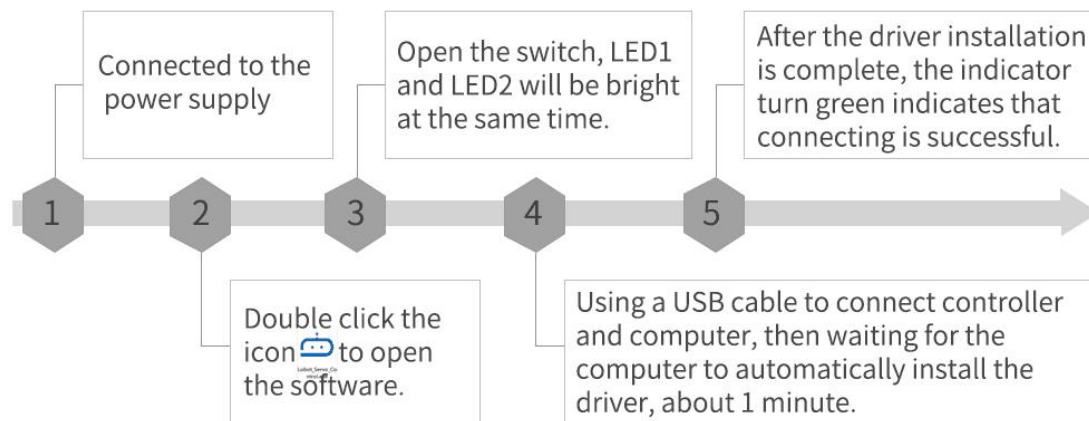 1
Connected to the
power supply
2
Double click the
icon to open
the software.
3
Open the switch, LED1
and LED2 will be bright
at the same time.
4
Using a USB cable to connect controller
and computer, then waiting for the
computer to automatically install the
driver, about 1 minute.
5
After the driver installation
is complete, the indicator
turn green indicates that
connecting is successful.